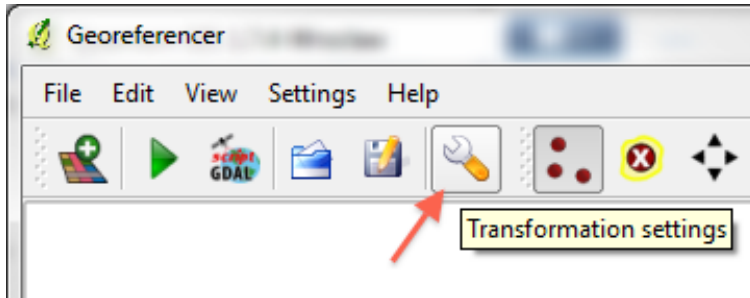 Georeferencer
File Edit View Settings Help
script
GDAL
Transformation settings